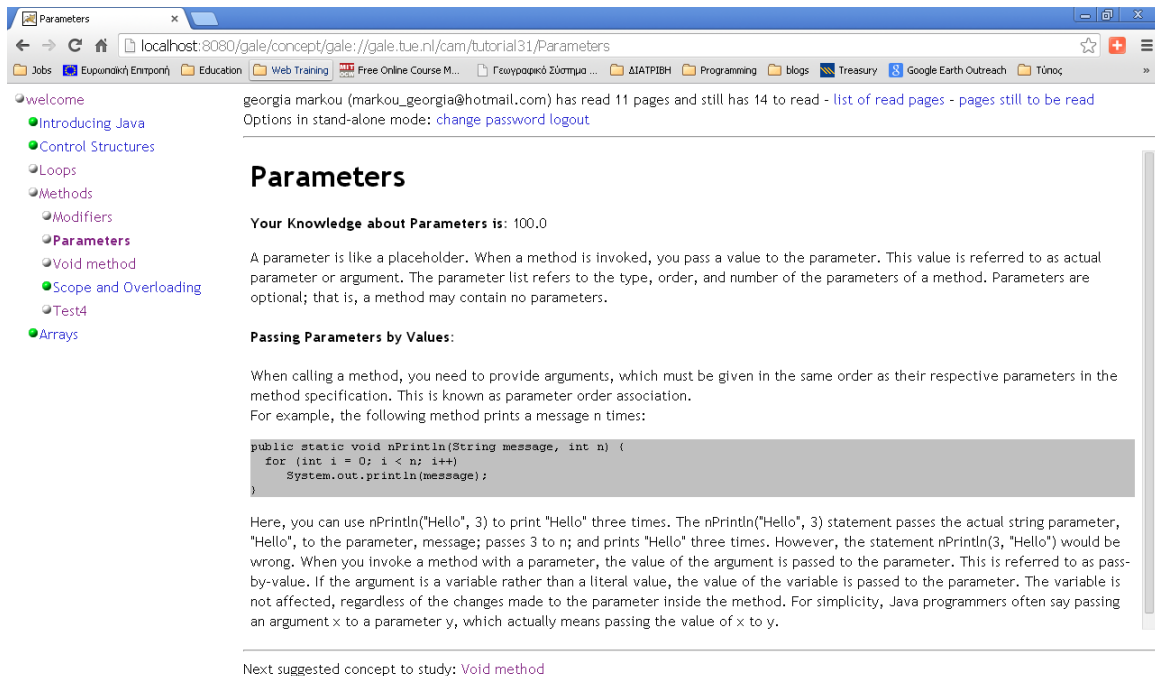 Parameters
localhost:8080/gale/concept/gale://gale.tue.nl/cam/tutorial31/Parameters
Jobs Ευρωπαϊκή Επιτροπή Education Web Training Free Online Course M... Γεωγραφικό Σύστημα ... ΔΙΑΤΡΙΒΗ Programming blogs Treasury Google Earth Outreach Τύπος »
welcome
Introducing Java
Control Structures
Loops
Methods
Modifiers
Parameters
Void method
Scope and Overloading
Test4
Arrays
georgia markou (markou_georgia@hotmail.com) has read 11 pages and still has 14 to read - list of read pages - pages still to be read
Options in stand-alone mode: change password logout
Parameters
Your Knowledge about Parameters is: 100.0
A parameter is like a placeholder. When a method is invoked, you pass a value to the parameter. This value is referred to as actual
parameter or argument. The parameter list refers to the type, order, and number of the parameters of a method. Parameters are
optional; that is, a method may contain no parameters.
Passing Parameters by Values:
When calling a method, you need to provide arguments, which must be given in the same order as their respective parameters in the
method specification. This is known as parameter order association.
For example, the following method prints a message n times:
public static void nPrintln(String message, int n) {
for (int i = 0; i < n; i++)
System.out.println(message);
}
Here, you can use nPrintln("Hello", 3) to print "Hello" three times. The nPrintln("Hello", 3) statement passes the actual string parameter,
"Hello", to the parameter, message; passes 3 to n; and prints "Hello" three times. However, the statement nPrintln(3, "Hello") would be
wrong. When you invoke a method with a parameter, the value of the argument is passed to the parameter. This is referred to as pass-
by-value. If the argument is a variable rather than a literal value, the value of the variable is passed to the parameter. The variable is
not affected, regardless of the changes made to the parameter inside the method. For simplicity, Java programmers often say passing
an argument x to a parameter y, which actually means passing the value of x to y.
Next suggested concept to study: Void method